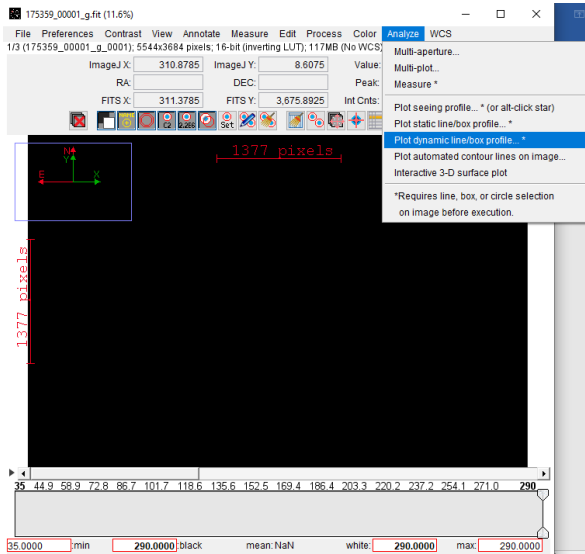 175359_00001_g.fit (11.6%)
File Preferences Contrast View Annotate Measure Edit Process Color Analyze WCS
1/3 (175359_00001_g_0001); 5544x3684 pixels; 16-bit (inverting LUT); 117MB (No WCS)
ImageJ X: 310.8785 ImageJ Y: 8.6075 Value:
RA: DEC: Peak:
FITS X: 311.3785 FITS Y: 3,675.8925 Int Cnts:
C2 2.266 Set
Multi-aperture...
Multi-plot...
Measure *
Plot seeing profile... * (or alt-click star)
Plot static line/box profile... *
Plot dynamic line/box profile... *
Plot automated contour lines on image...
Interactive 3-D surface plot
*Requires line, box, or circle selection
on image before execution.
1377 pixels
N
Y
E X
1377 pixels
35 44.9 58.9 72.8 86.7 101.7 118.6 135.6 152.5 169.4 186.4 203.3 220.2 237.2 254.1 271.0 290
35.0000 :min 290.0000 :black mean: NaN white: 290.0000 max: 290.0000